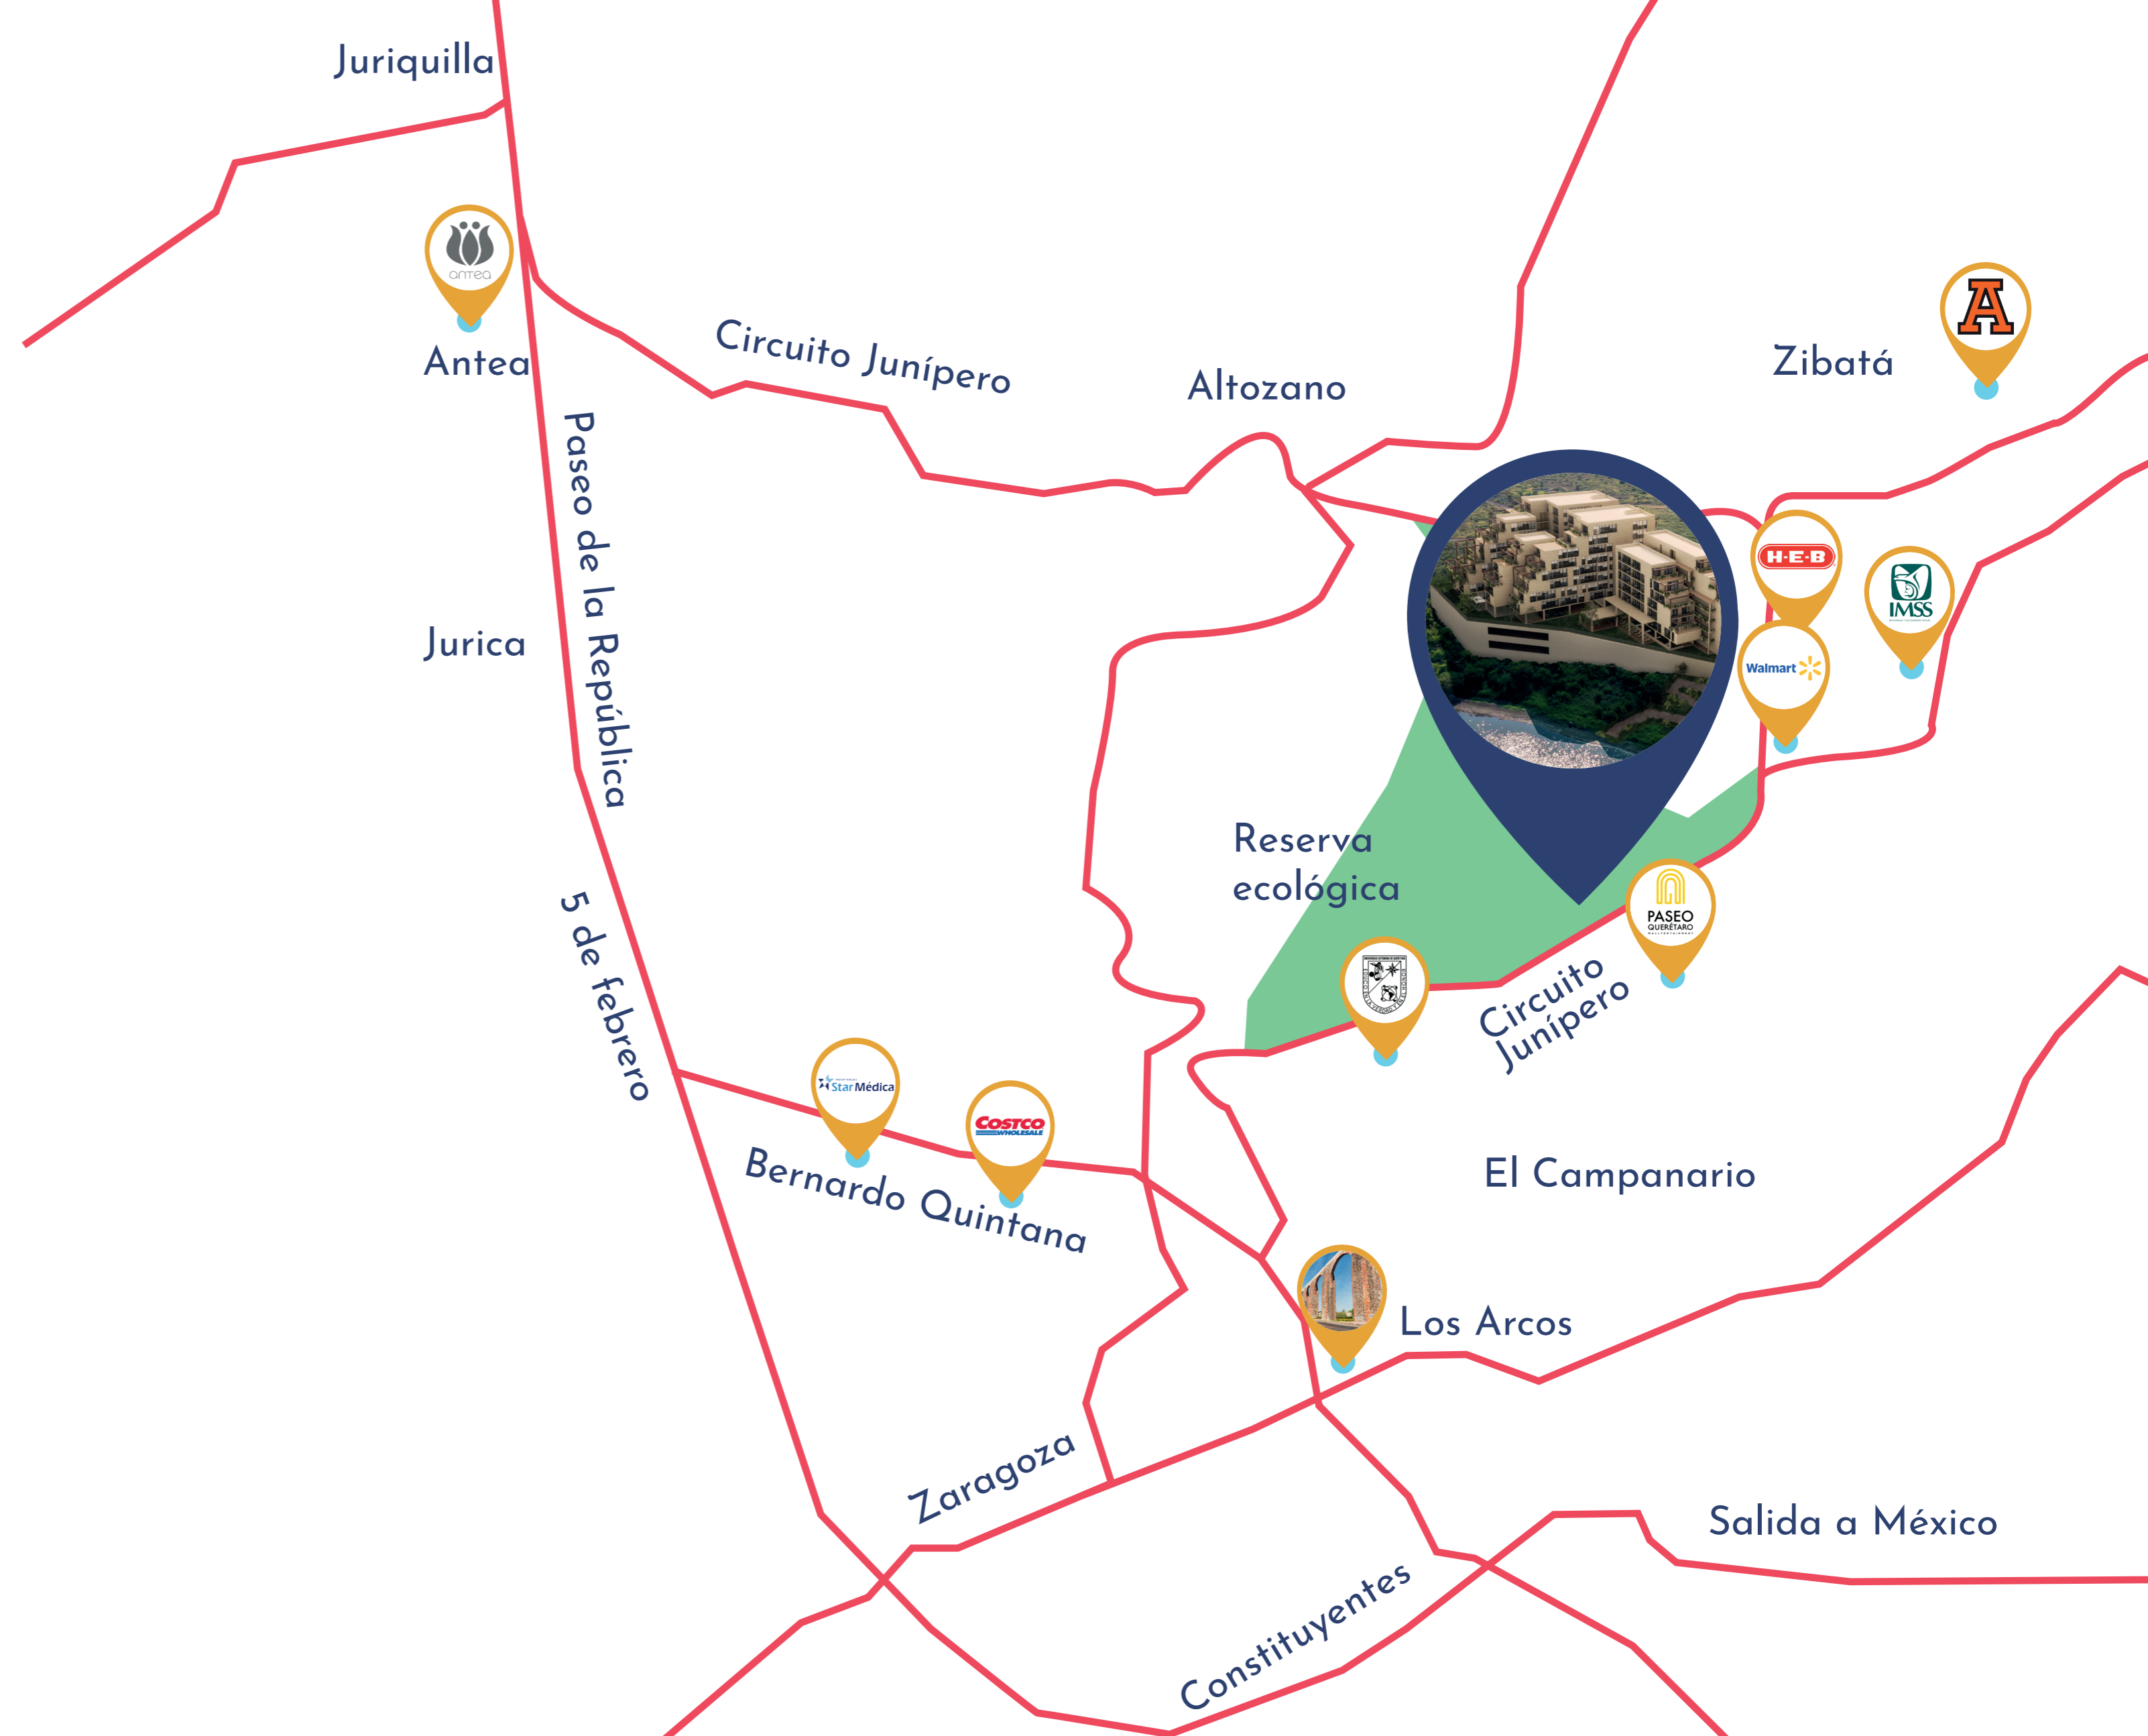 Juriquilla
antea
Antea
Circuito Junípero
Altozano
Zibatá
A
Paseo de la República
Jurica
H-E-B
IMSS
Walmart
Reserva
ecológica
PASEO
QUERÉTARO
Circuito
Junípero
5 de febrero
Star Médica
COSTCO
WHOLESALE
Bernardo Quintana
El Campanario
Los Arcos
Zaragoza
Salida a México
Constituyentes